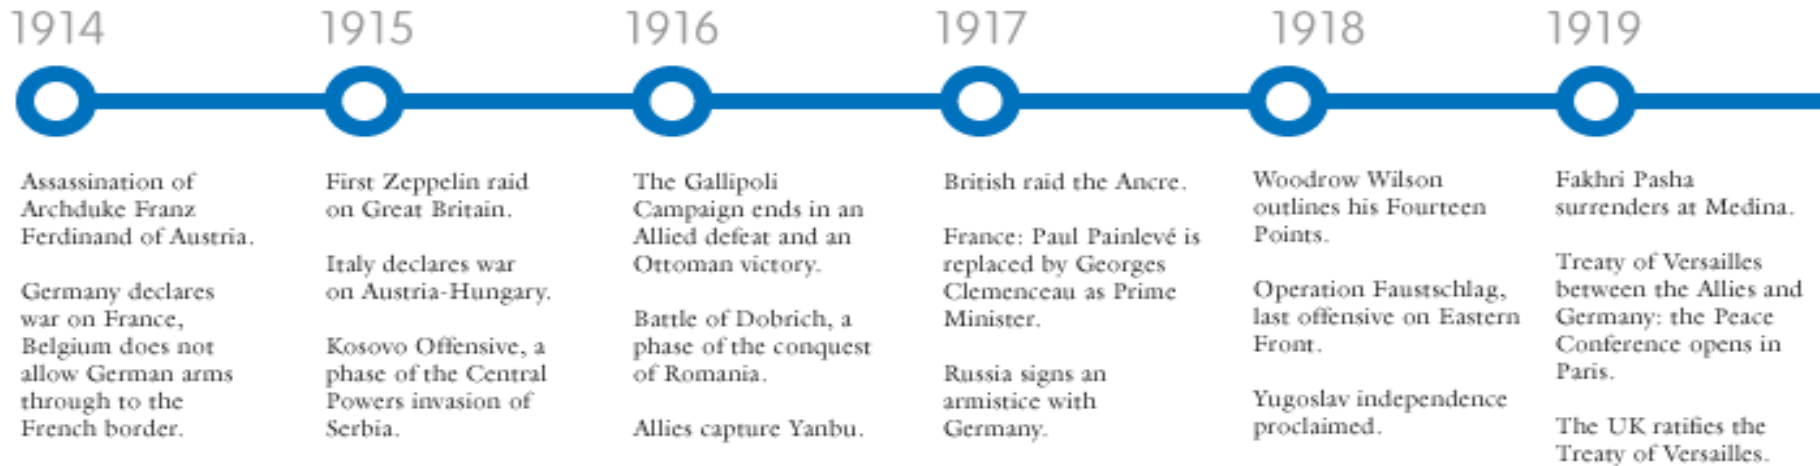 1914
Assassination of
Archduke Franz
Ferdinand of Austria.
Germany declares
war on France,
Belgium does not
allow German arms
through to the
French border.
1915
First Zeppelin raid
on Great Britain.
Italy declares war
on Austria-Hungary.
Kosovo Offensive, a
phase of the Central
Powers invasion of
Serbia.
1916
The Gallipoli
Campaign ends in an
Allied defeat and an
Ottoman victory.
Battle of Dobrich, a
phase of the conquest
of Romania.
Allies capture Yanbu.
1917
British raid the Ancre.
France: Paul Painlevé is
replaced by Georges
Clemenceau as Prime
Minister.
Russia signs an
armistice with
Germany.
1918
Woodrow Wilson
outlines his Fourteen
Points.
Operation Faustschlag,
last offensive on Eastern
Front.
Yugoslav independence
proclaimed.
1919
Fakhri Pasha
surrenders at Medina.
Treaty of Versailles
between the Allies and
Germany: the Peace
Conference opens in
Paris.
The UK ratifies the
Treaty of Versailles.